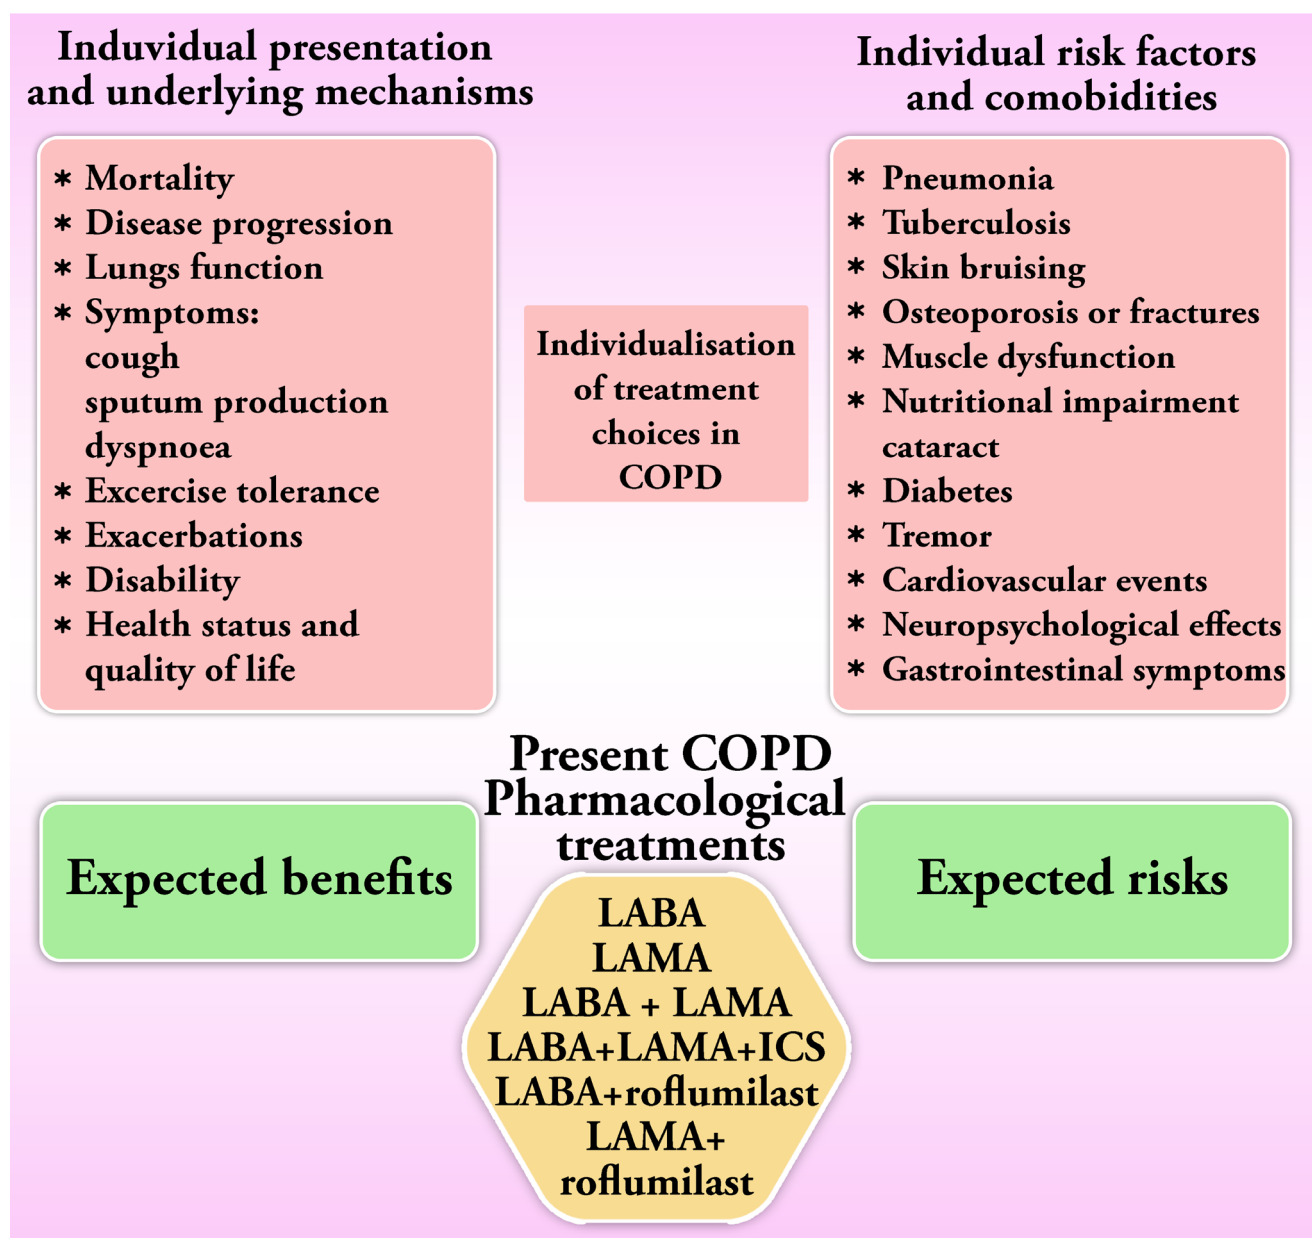 Induvidual presentation
and underlying mechanisms
* Mortality
* Disease progression
* Lungs function
* Symptoms:
cough
sputum production
dyspnoea
* Excercise tolerance
* Exacerbations
* Disability
* Health status and
quality of life
Individualisation
of treatment
choices in
COPD
Individual risk factors
and comobidities
* Pneumonia
* Tuberculosis
* Skin bruising
* Osteoporosis or fractures
* Muscle dysfunction
* Nutritional impairment
cataract
* Diabetes
* Tremor
* Cardiovascular events
* Neuropsychological effects
* Gastrointestinal symptoms
Expected benefits
Present COPD
Pharmacological
treatments
LABA
LAMA
LABA + LAMA
LABA+LAMA+ICS
LABA+roflumilast
LAMA+
roflumilast
Expected risks